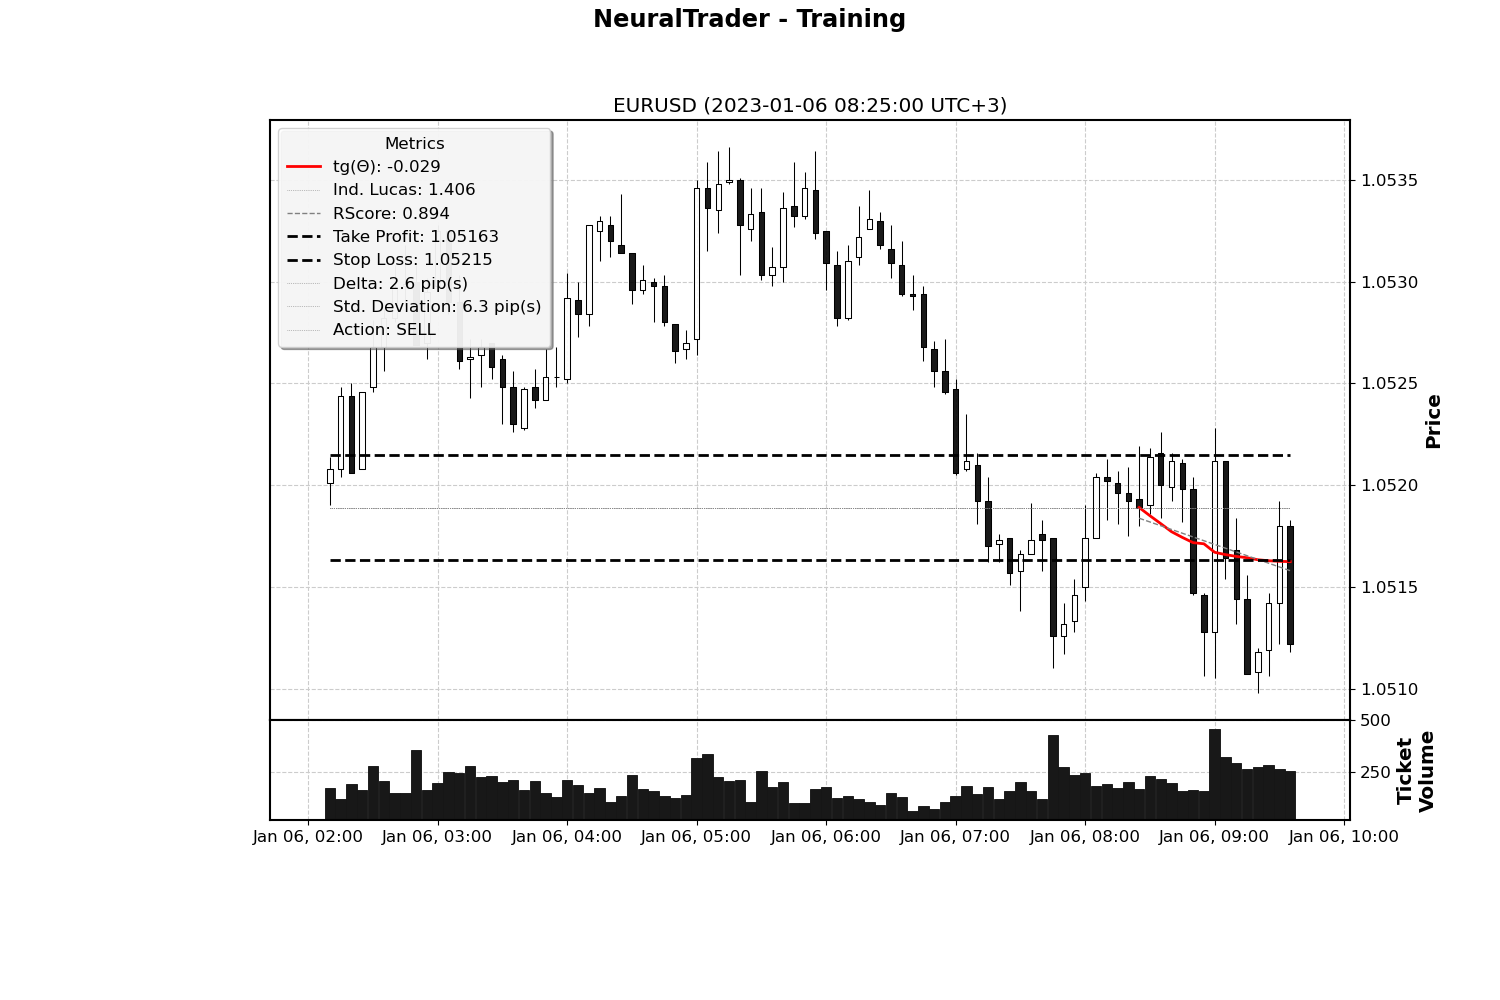 NeuralTrader - Training
EURUSD (2023-01-06 08:25:00 UTC+3)
Metrics
tg(Θ): -0.029
Ind. Lucas: 1.406
RScore: 0.894
Take Profit: 1.05163
Stop Loss: 1.05215
Delta: 2.6 pip(s)
Std. Deviation: 6.3 pip(s)
Action: SELL
1.0535
1.0530
1.0525
1.0520
1.0515
1.0510
Price
500
250
Ticket
Volume
Jan 06, 02:00
Jan 06, 03:00
Jan 06, 04:00
Jan 06, 05:00
Jan 06, 06:00
Jan 06, 07:00
Jan 06, 08:00
Jan 06, 09:00
Jan 06, 10:00